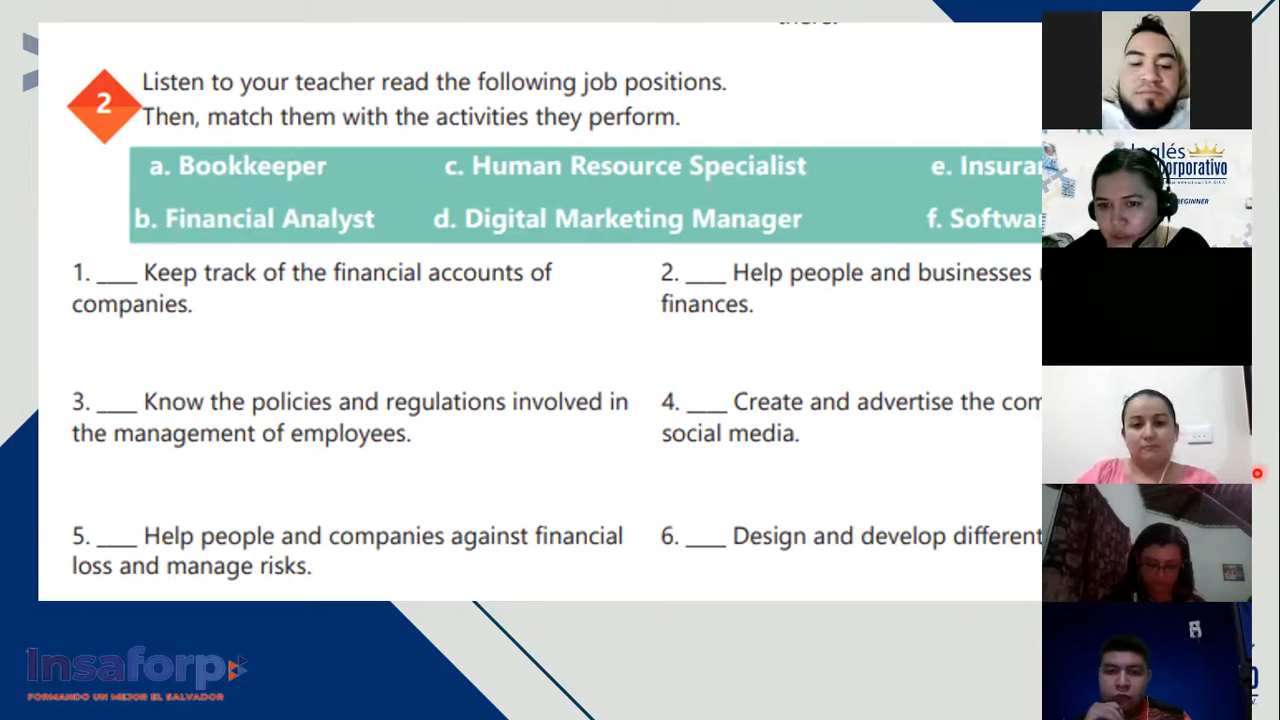 2
Listen to your teacher read the following job positions.
Then, match them with the activities they perform.
a. Bookkeeper
c. Human Resource Specialist
e.
b. Financial Analyst
d. Digital Marketing Manager
f.
1. ____ Keep track of the financial accounts of
companies.
2. ____ Help people and businesses
finances.
3. ____ Know the policies and regulations involved in
the management of employees.
4. ____ Create and advertise the
social media.
5. ____ Help people and companies against financial
loss and manage risks.
6. ____ Design and develop different
Insaforp
FORMANDO UN MEJOR EL SALVADOR
Inglés
BEGINNER